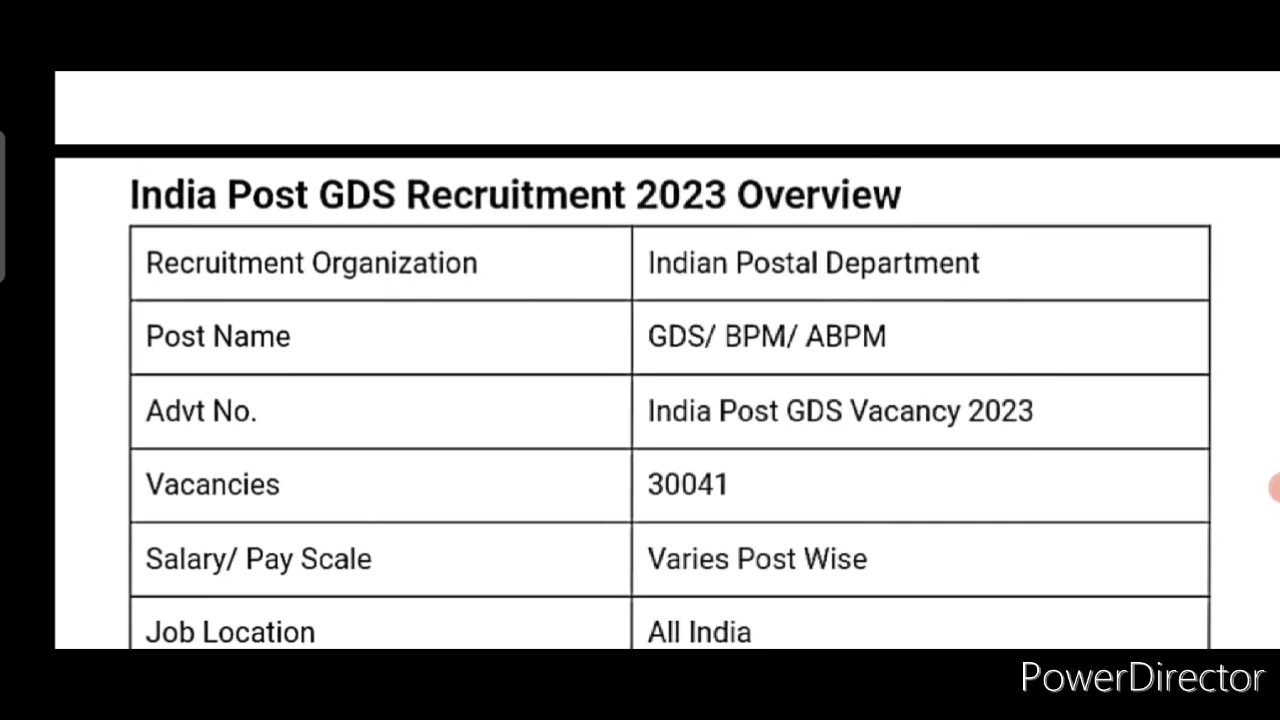 India Post GDS Recruitment 2023 Overview
Recruitment Organization Indian Postal Department
Post Name GDS/ BPM/ ABPM
Advt No. India Post GDS Vacancy 2023
Vacancies 30041
Salary/ Pay Scale Varies Post Wise
Job Location All India
PowerDirector